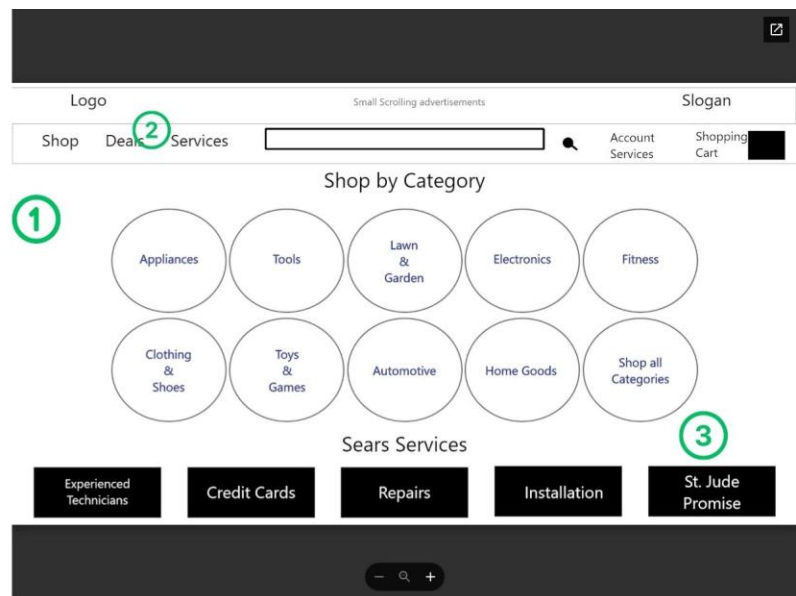 Logo
Small Scrolling advertisements
Slogan
Shop
Deals
2
Services
Account
Services
Shopping
Cart
Shop by Category
1
Appliances
Tools
Lawn
&
Garden
Electronics
Fitness
Clothing
&
Shoes
Toys
&
Games
Automotive
Home Goods
Shop all
Categories
Sears Services
3
Experienced
Technicians
Credit Cards
Repairs
Installation
St. Jude
Promise